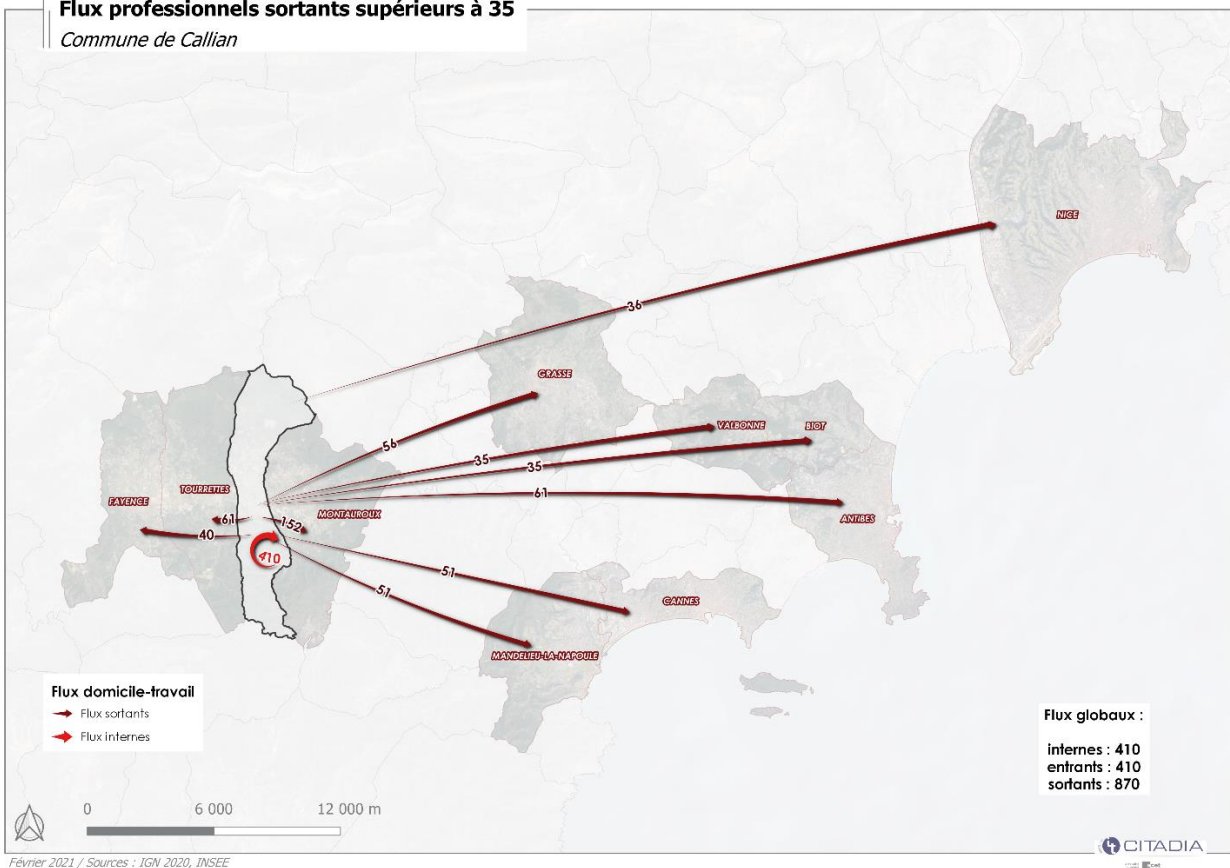 Flux professionnels sortants supérieurs à 35
Commune de Callian
NICE
36
GRASSE
56
VALBONNE
BIOT
35
35
61
ANTIBES
FAYENCE
TOURRETTES
MONTAUROUX
61
152
40
410
51
51
CANNES
MANDELIEU-LA-NAPOULE
Flux domicile-travail
Flux sortants
Flux internes
Flux globaux :
internes : 410
entrants : 410
sortants : 870
0 6 000 12 000 m
CITADIA
Février 2021 / Sources : IGN 2020, INSEE